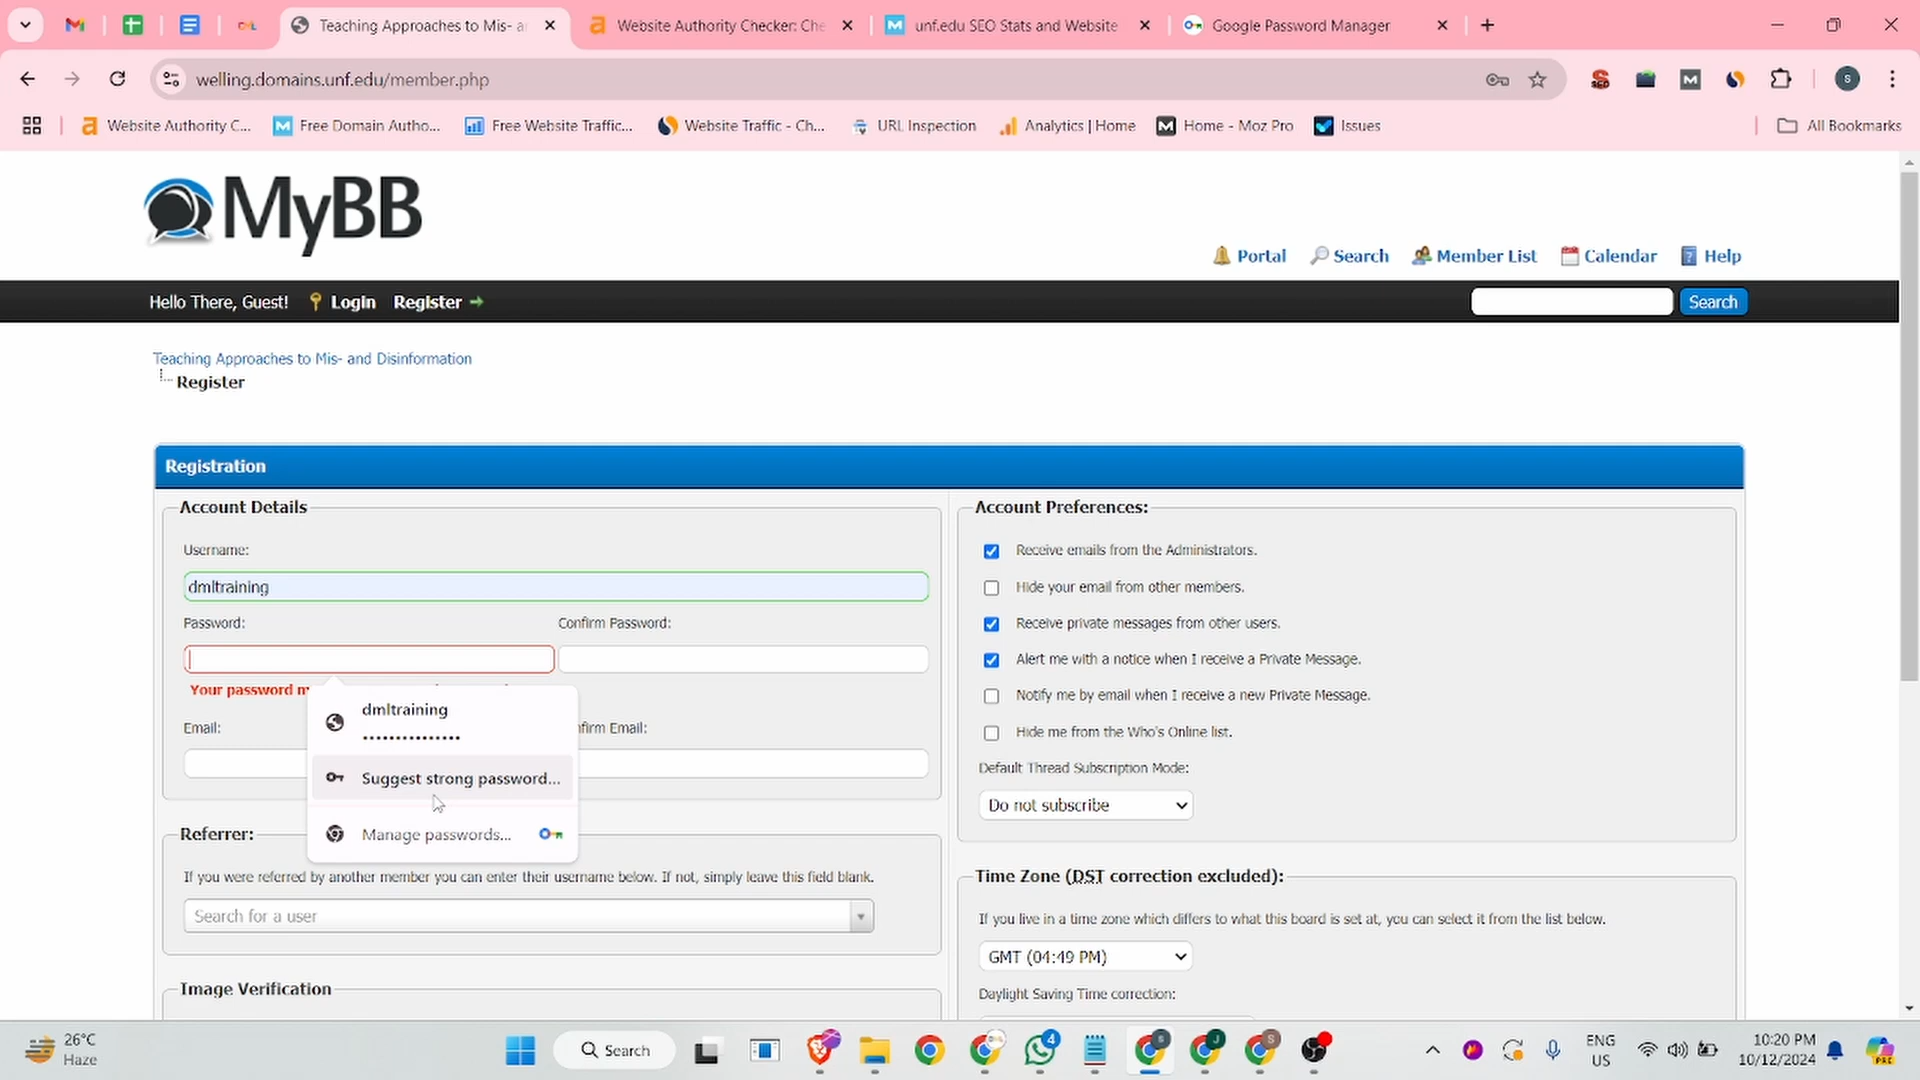 Teaching Approaches to Mis- a
Website Authority Checker: Che
unf.edu SEO Stats and Website
Google Password Manager
welling.domains.unf.edu/member.php
Website Authority C...
Free Domain Autho...
Free Website Traffic...
Website Traffic - Ch...
URL Inspection
Analytics | Home
Home - Moz Pro
Issues
All Bookmarks
MyBB
Portal
Search
Member List
Calendar
Help
Hello There, Guest!
Login
Register
Search
Teaching Approaches to Mis- and Disinformation
Register
Registration
Account Details
Username:
dmltraining
Password:
Confirm Password:
Your password m
dmltraining
Suggest strong password...
Manage passwords...
Email:
nfirm Email:
Referrer:
If you were referred by another member you can enter their username below. If not, simply leave this field blank.
Search for a user
Image Verification
Account Preferences:
Receive emails from the Administrators.
Hide your email from other members.
Receive private messages from other users.
Alert me with a notice when I receive a Private Message.
Notify me by email when I receive a new Private Message.
Hide me from the Who's Online list.
Default Thread Subscription Mode:
Do not subscribe
Time Zone (DST correction excluded):
If you live in a time zone which differs to what this board is set at, you can select it from the list below.
GMT (04:49 PM)
Daylight Saving Time correction:
26°C
Haze
Search
4
ENG
US
10:20 PM
10/12/2024